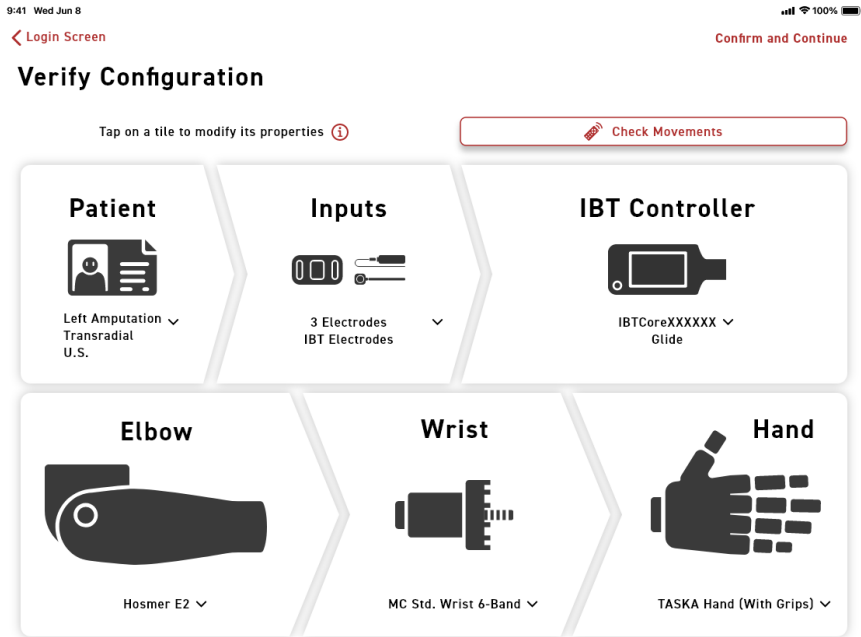 9:41 Wed Jun 8
100%
Login Screen
Confirm and Continue
Verify Configuration
Tap on a tile to modify its properties
Check Movements
Patient
Left Amputation
Transradial
U.S.
Inputs
3 Electrodes
IBT Electrodes
IBT Controller
IBTCoreXXXXXX
Glide
Elbow
Hosmer E2
Wrist
MC Std. Wrist 6-Band
Hand
TASKA Hand (With Grips)